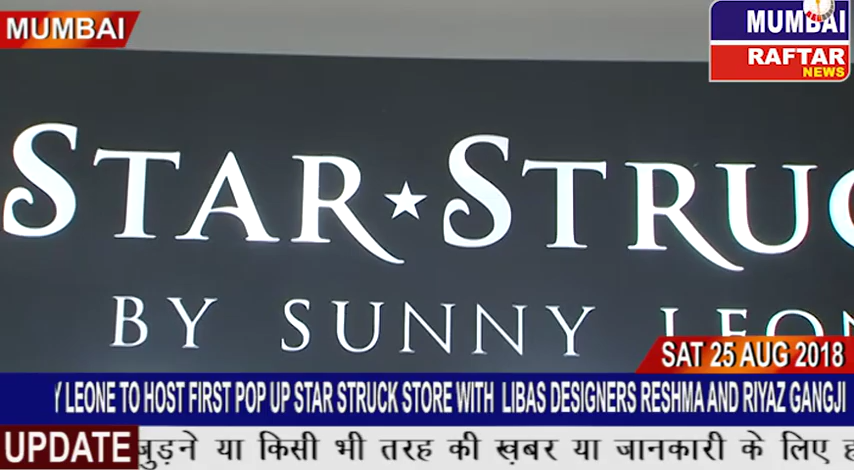 MUMBAI
MUMBAI
RAFTAR
NEWS
STAR★STRUC
BY SUNNY LEON
SAT 25 AUG 2018
Y LEONE TO HOST FIRST POP UP STAR STRUCK STORE WITH LIBAS DESIGNERS RESHMA AND RIYAZ GANGJI
UPDATE
जुड़ने या किसी भी तरह की ख़बर या जानकारी के लिए ह